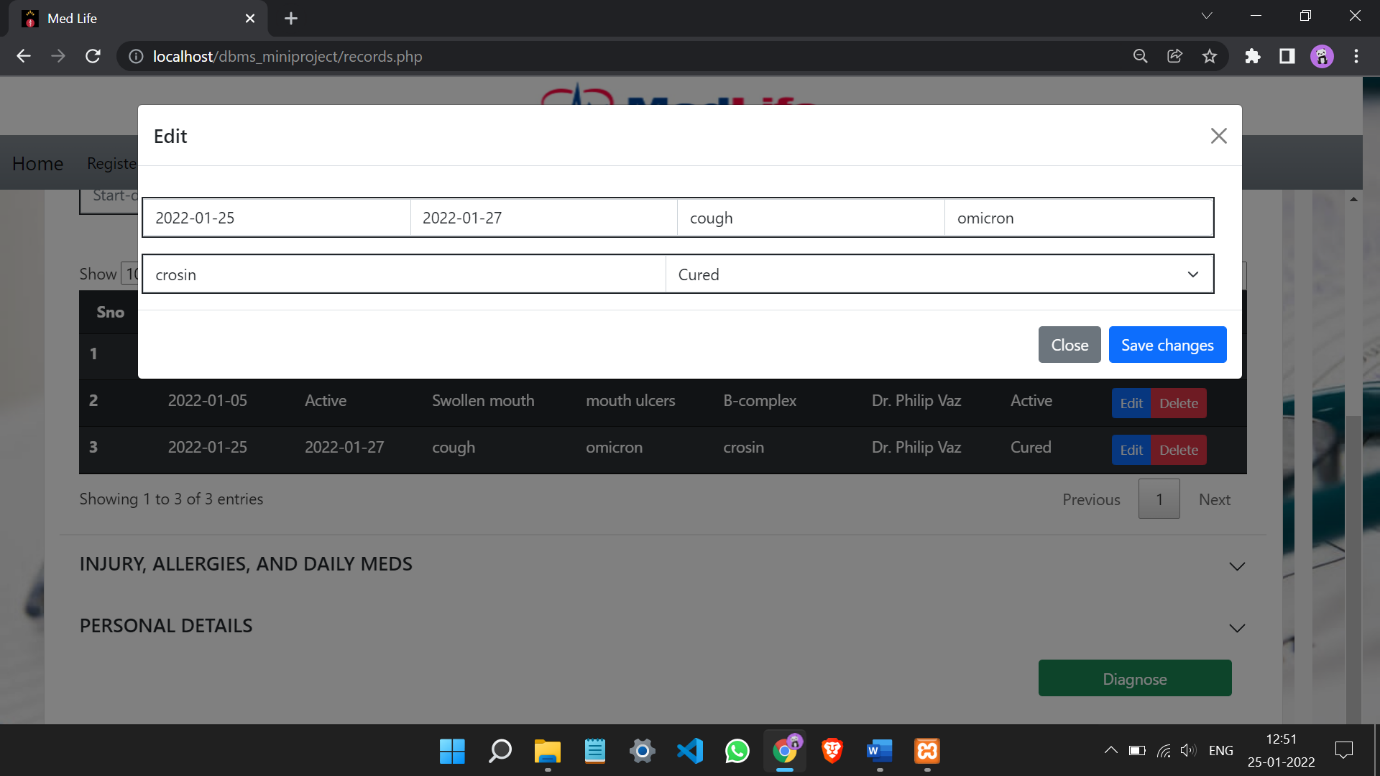 Med Life
localhost/dbms_miniproject/records.php
Edit
Home Registe
Start-d
2022-01-25 2022-01-27 cough omicron
crosin Cured
Show 10
Close Save changes
Sno
1
2 2022-01-05 Active Swollen mouth mouth ulcers B-complex Dr. Philip Vaz Active Edit Delete
3 2022-01-25 2022-01-27 cough omicron crosin Dr. Philip Vaz Cured Edit Delete
Showing 1 to 3 of 3 entries Previous 1 Next
INJURY, ALLERGIES, AND DAILY MEDS
PERSONAL DETAILS
Diagnose
ENG 12:51
25-01-2022